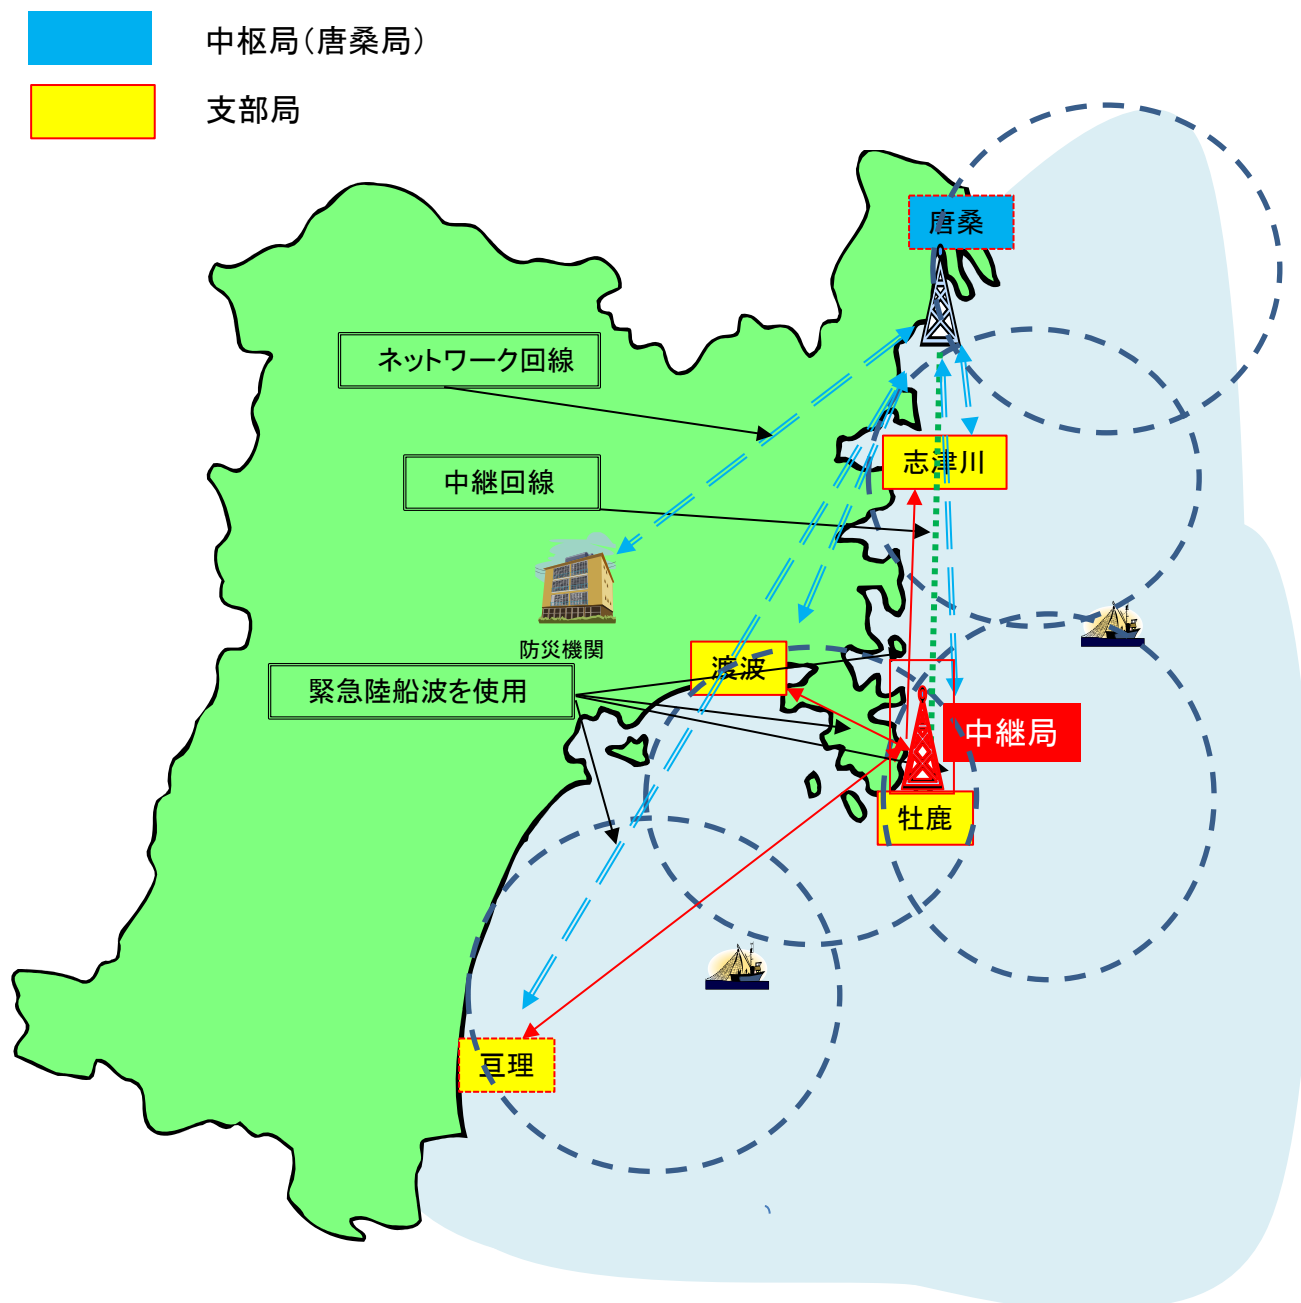 中枢局（唐桑局）
支部局
唐桑
ネットワーク回線
志津川
中継回線
防災機関
渡波
緊急陸船波を使用
中継局
牡鹿
亘理